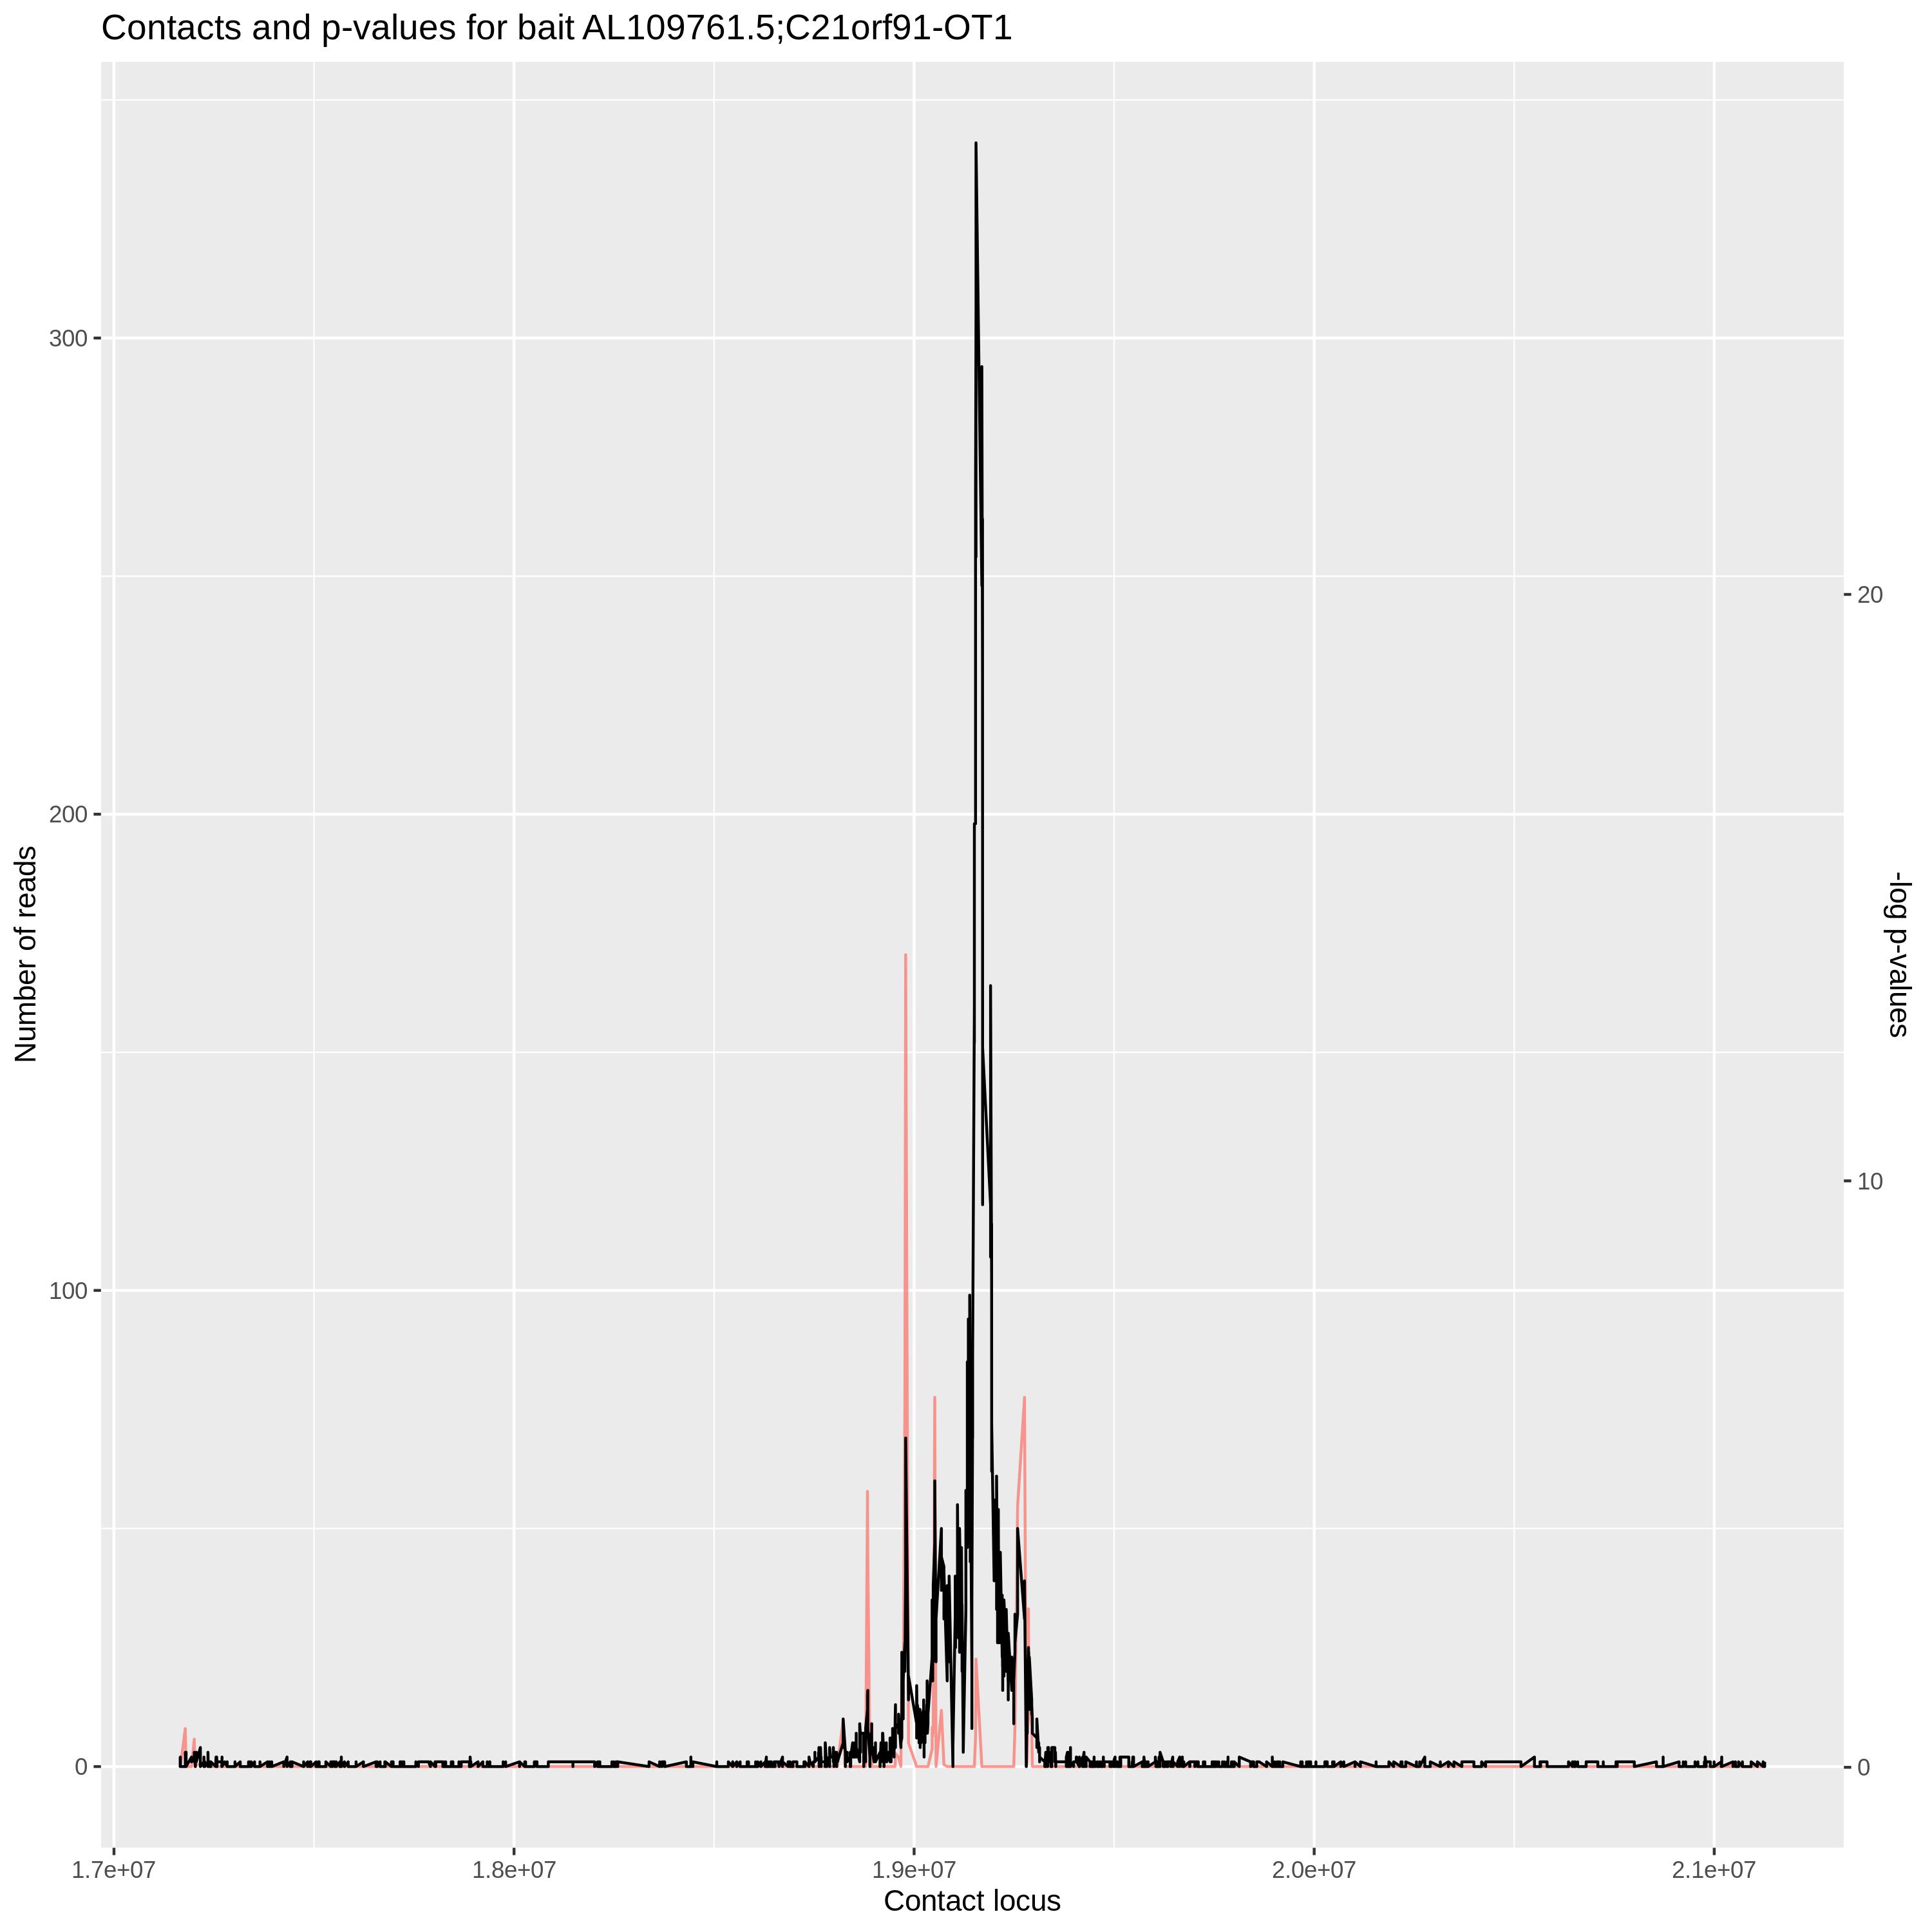 Contacts and p-values for bait AL109761.5;C21orf91-OT1
Number of reads
300
200
100
0
20
10
0
-log p-values
1.7e+07 1.8e+07 1.9e+07 2.0e+07 2.1e+07
Contact locus